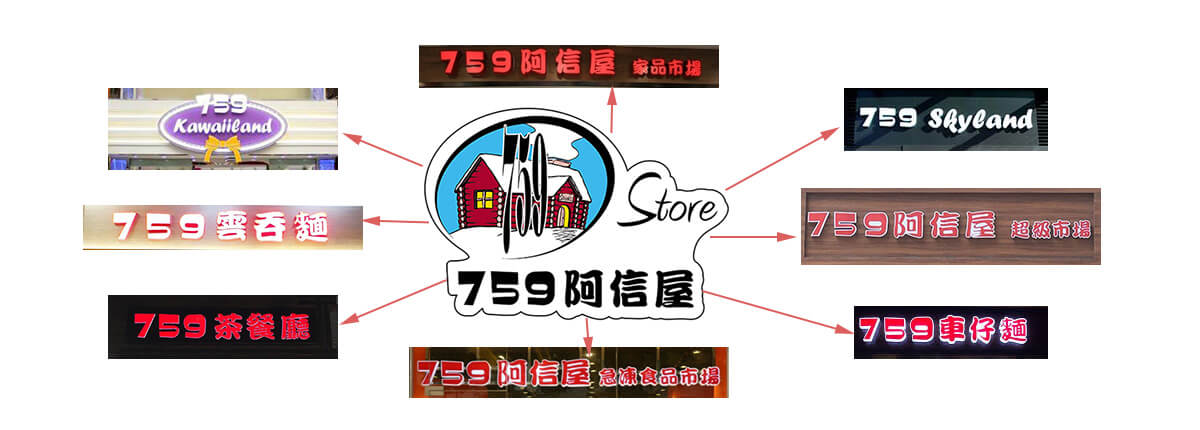 759阿信屋 家品市場
759
Kawaiiland
759 Skyland
759
Store
759阿信屋
759雲吞麵
759阿信屋 超級市場
759茶餐廳
759車仔麵
759阿信屋 急凍食品市場